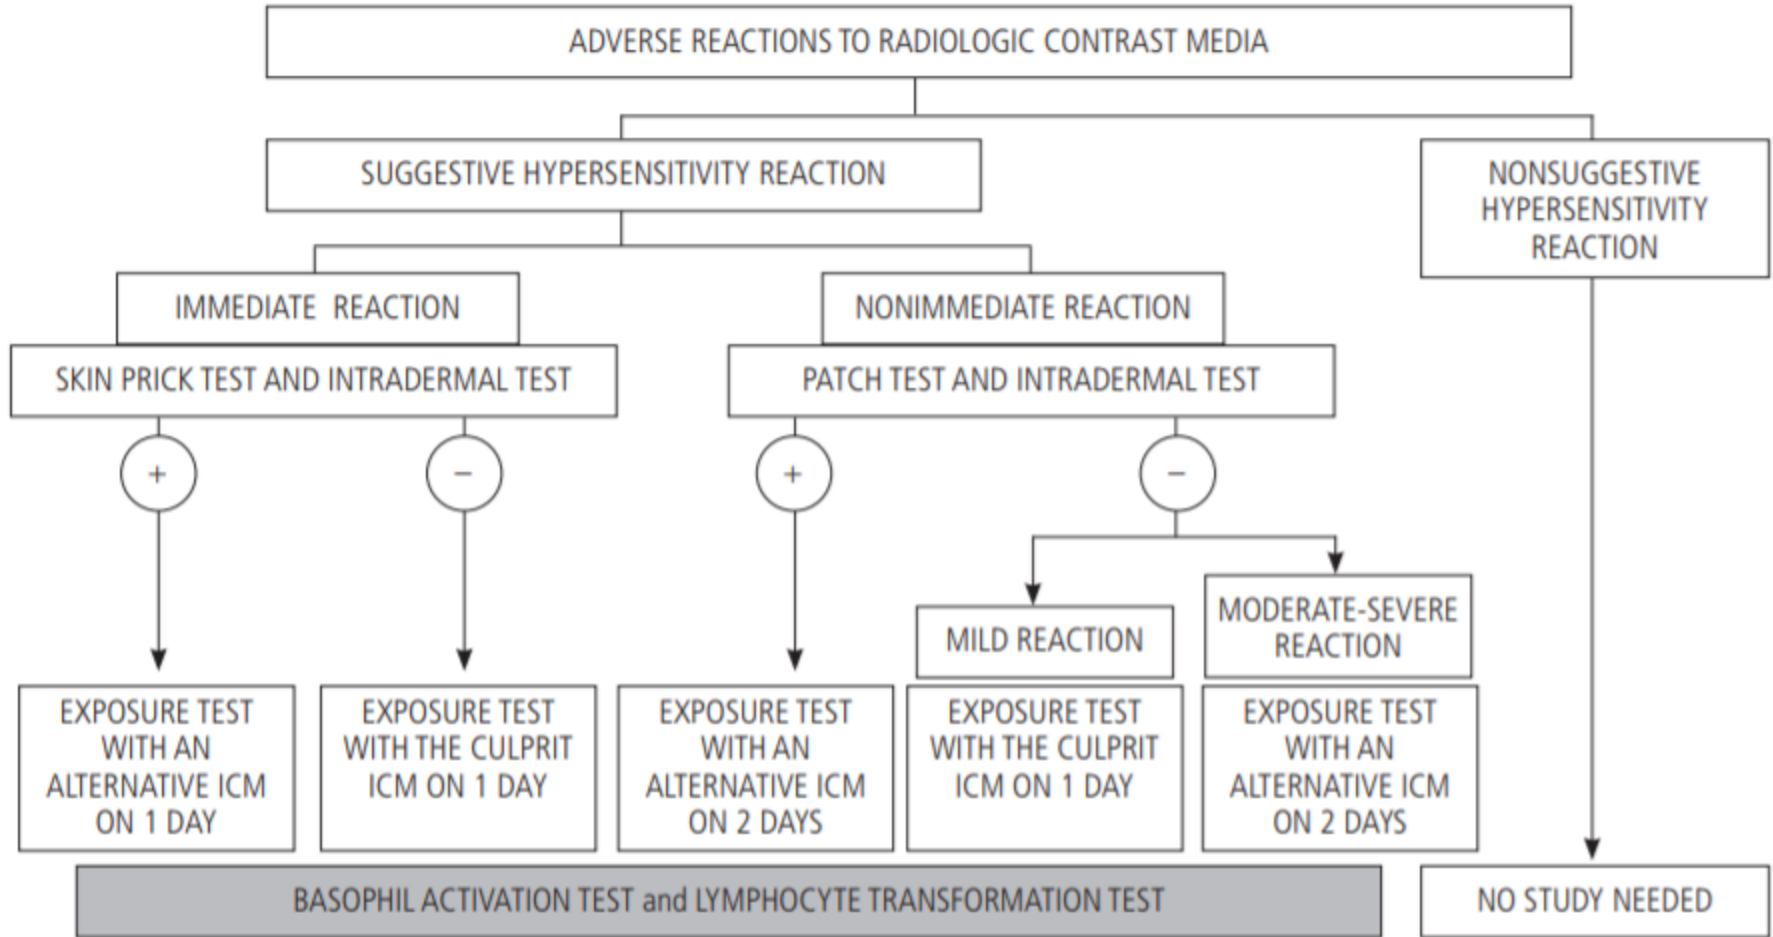 ADVERSE REACTIONS TO RADIOLOGIC CONTRAST MEDIA
SUGGESTIVE HYPERSENSITIVITY REACTION
NONSUGGESTIVE
HYPERSENSITIVITY
REACTION
IMMEDIATE REACTION
NONIMMEDIATE REACTION
SKIN PRICK TEST AND INTRADERMAL TEST
PATCH TEST AND INTRADERMAL TEST
+
−
+
−
MILD REACTION
MODERATE-SEVERE
REACTION
EXPOSURE TEST
WITH AN
ALTERNATIVE ICM
ON 1 DAY
EXPOSURE TEST
WITH THE CULPRIT
ICM ON 1 DAY
EXPOSURE TEST
WITH AN
ALTERNATIVE ICM
ON 2 DAYS
EXPOSURE TEST
WITH THE CULPRIT
ICM ON 1 DAY
EXPOSURE TEST
WITH AN
ALTERNATIVE ICM
ON 2 DAYS
BASOPHIL ACTIVATION TEST and LYMPHOCYTE TRANSFORMATION TEST
NO STUDY NEEDED